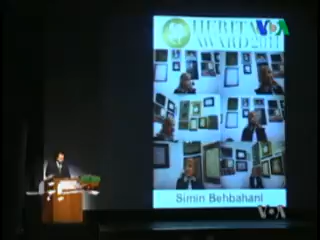 VOA
HERITAGE
AWARD 2011
Simin Behbahani
VOA